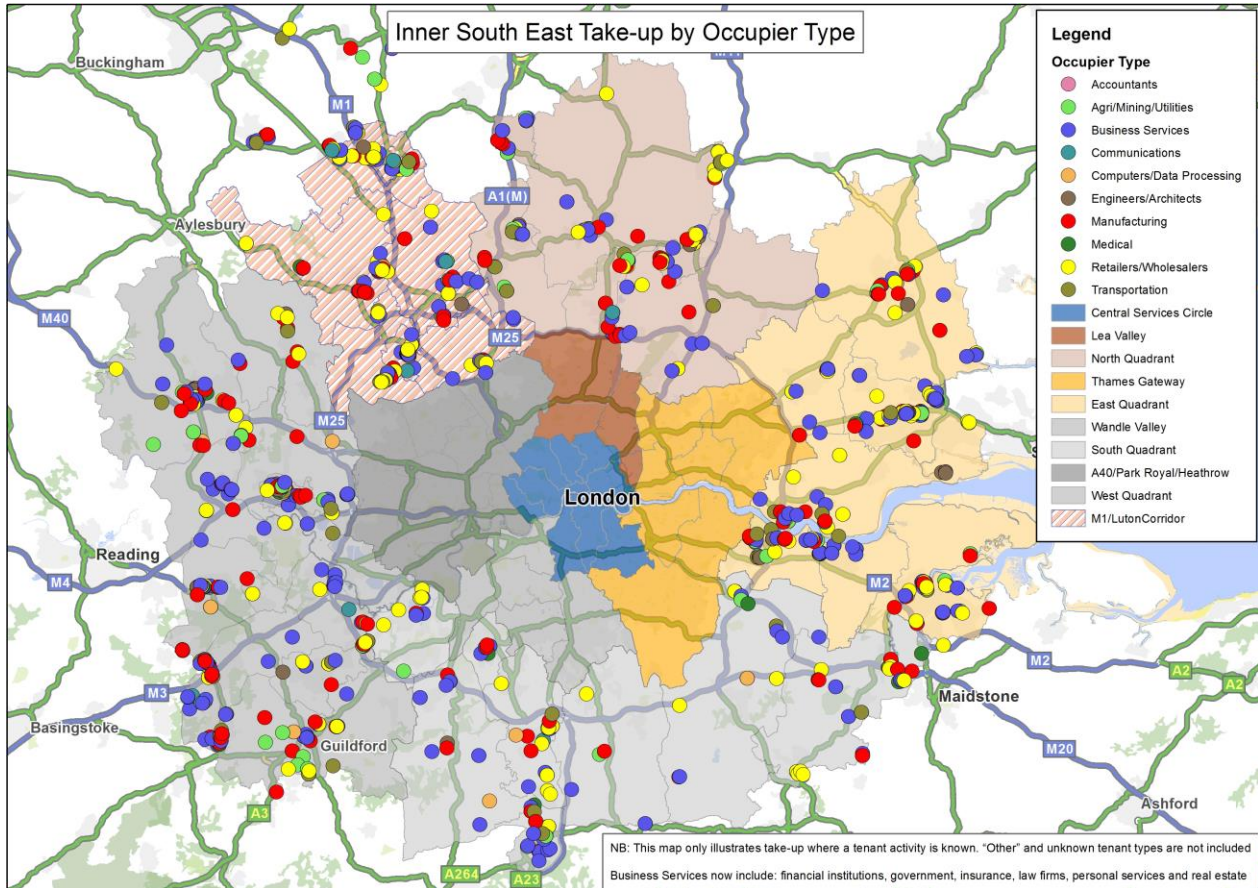 Inner South East Take-up by Occupier Type
Buckingham
M1
A1(M)
Aylesbury
M40
M25
M25
London
Reading
M4
M2
M3
Basingstoke
Guildford
Maidstone
M2
A2
A2
M20
Ashford
A3
A264
A23
Legend
Occupier Type
Accountants
Agri/Mining/Utilities
Business Services
Communications
Computers/Data Processing
Engineers/Architects
Manufacturing
Medical
Retailers/Wholesalers
Transportation
Central Services Circle
Lea Valley
North Quadrant
Thames Gateway
East Quadrant
Wandle Valley
South Quadrant
A40/Park Royal/Heathrow
West Quadrant
M1/LutonCorridor
NB: This map only illustrates take-up where a tenant activity is known. "Other" and unknown tenant types are not included
Business Services now include: financial institutions, government, insurance, law firms, personal services and real estate